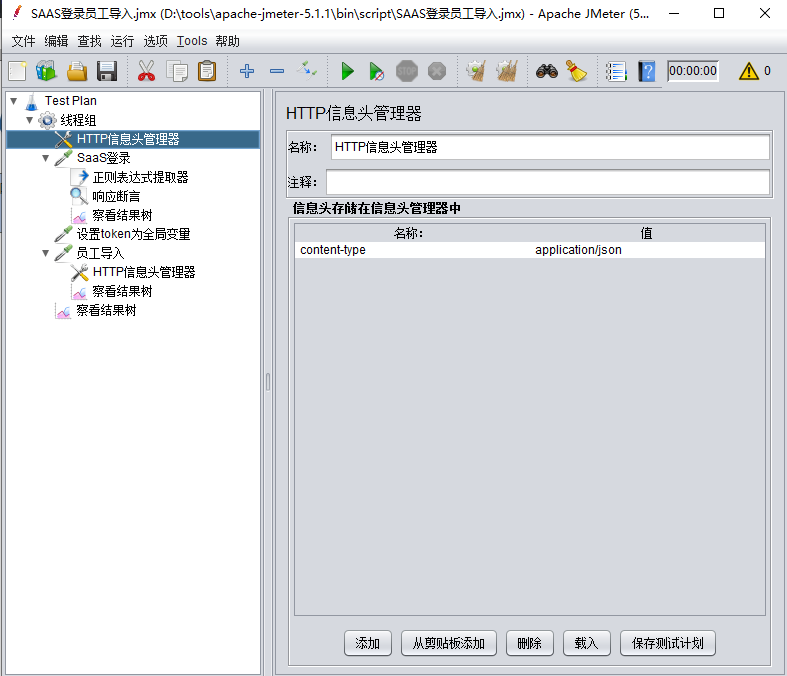 SAAS登录员工导入.jmx (D:\tools\apache-jmeter-5.1.1\bin\script\SAAS登录员工导入.jmx) - Apache JMeter (5...
文件 编辑 查找 运行 选项 Tools 帮助
STOP 00:00:00 0
Test Plan
线程组
HTTP信息头管理器
SaaS登录
正则表达式提取器
响应断言
察看结果树
设置token为全局变量
员工导入
HTTP信息头管理器
察看结果树
察看结果树
HTTP信息头管理器
名称： HTTP信息头管理器
注释：
信息头存储在信息头管理器中
名称： 值
content-type application/json
添加 从剪贴板添加 删除 载入 保存测试计划